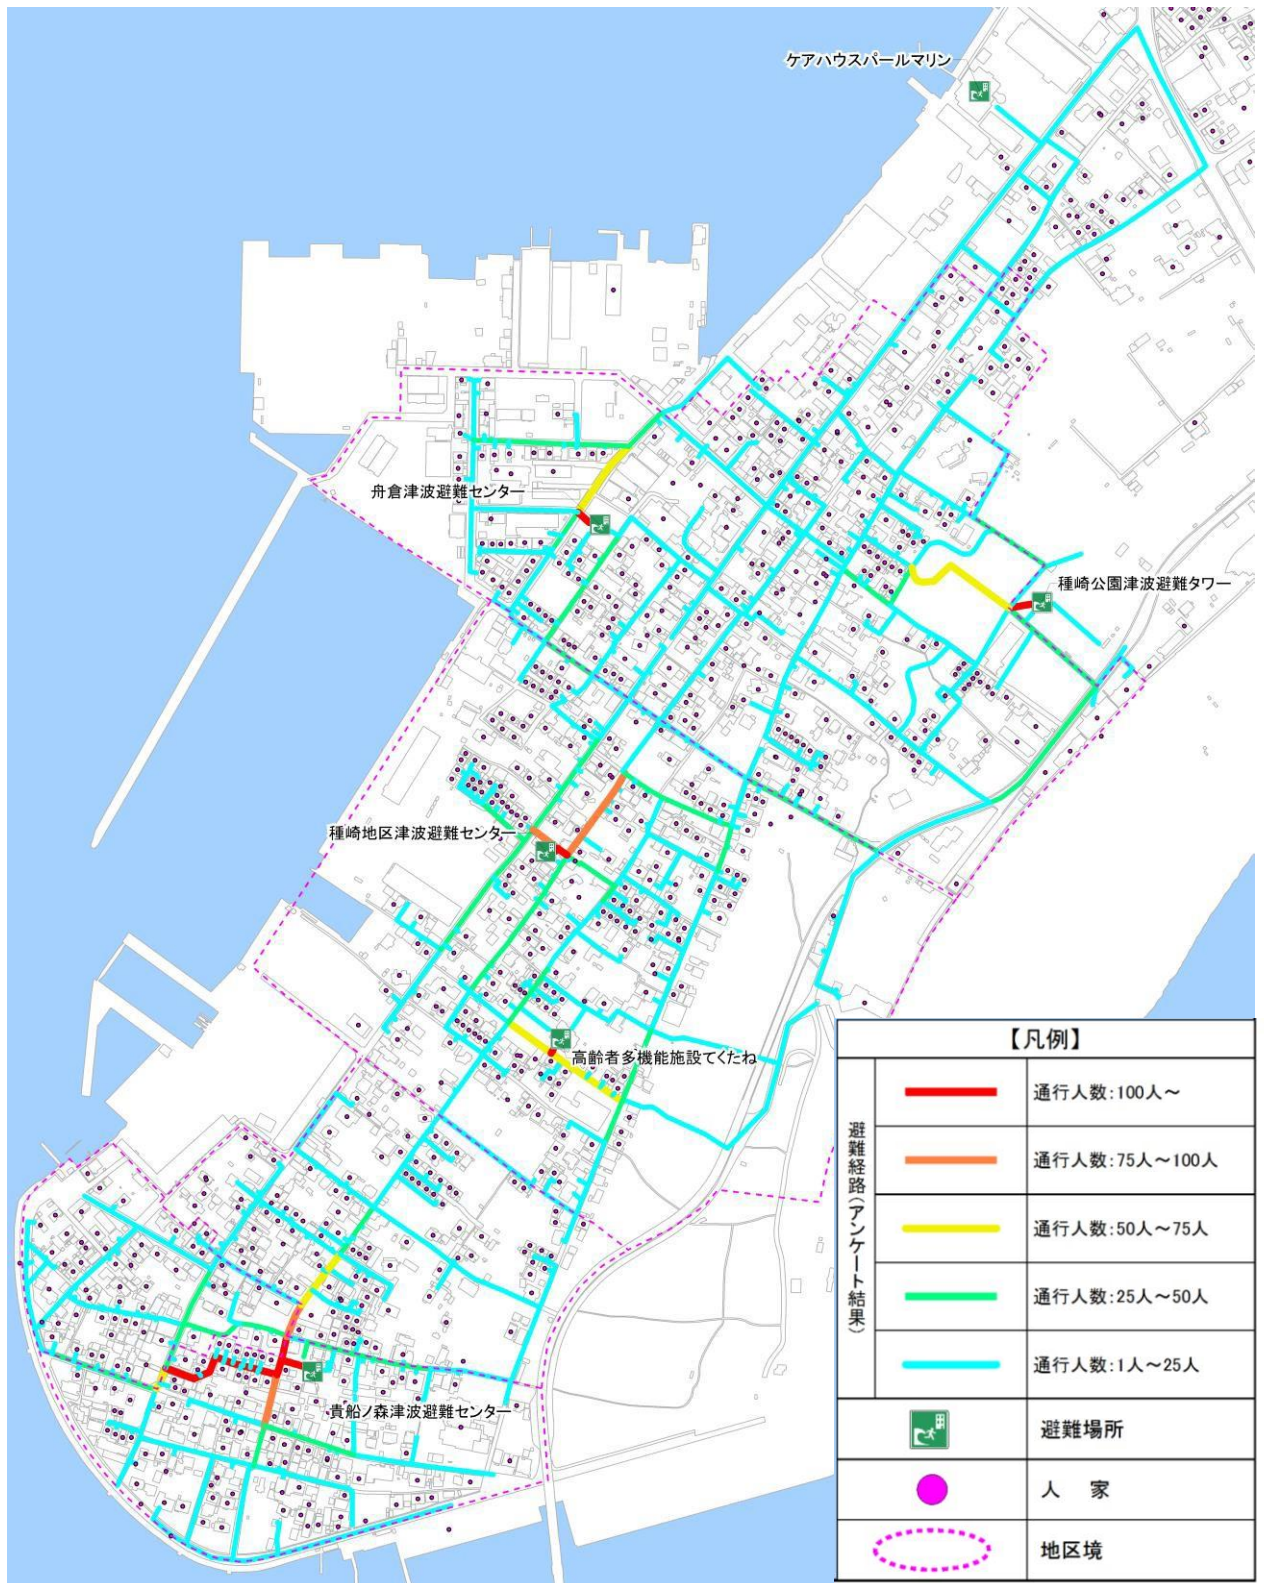 ケアハウスパールマリン
舟倉津波避難センター
種崎公園津波避難タワー
種崎地区津波避難センター
高齢者多機能施設てくたね
貴船ノ森津波避難センター
【凡例】
避難経路(アンケート結果)
通行人数:100人～
通行人数:75人～100人
通行人数:50人～75人
通行人数:25人～50人
通行人数:1人～25人
避難場所
人 家
地区境